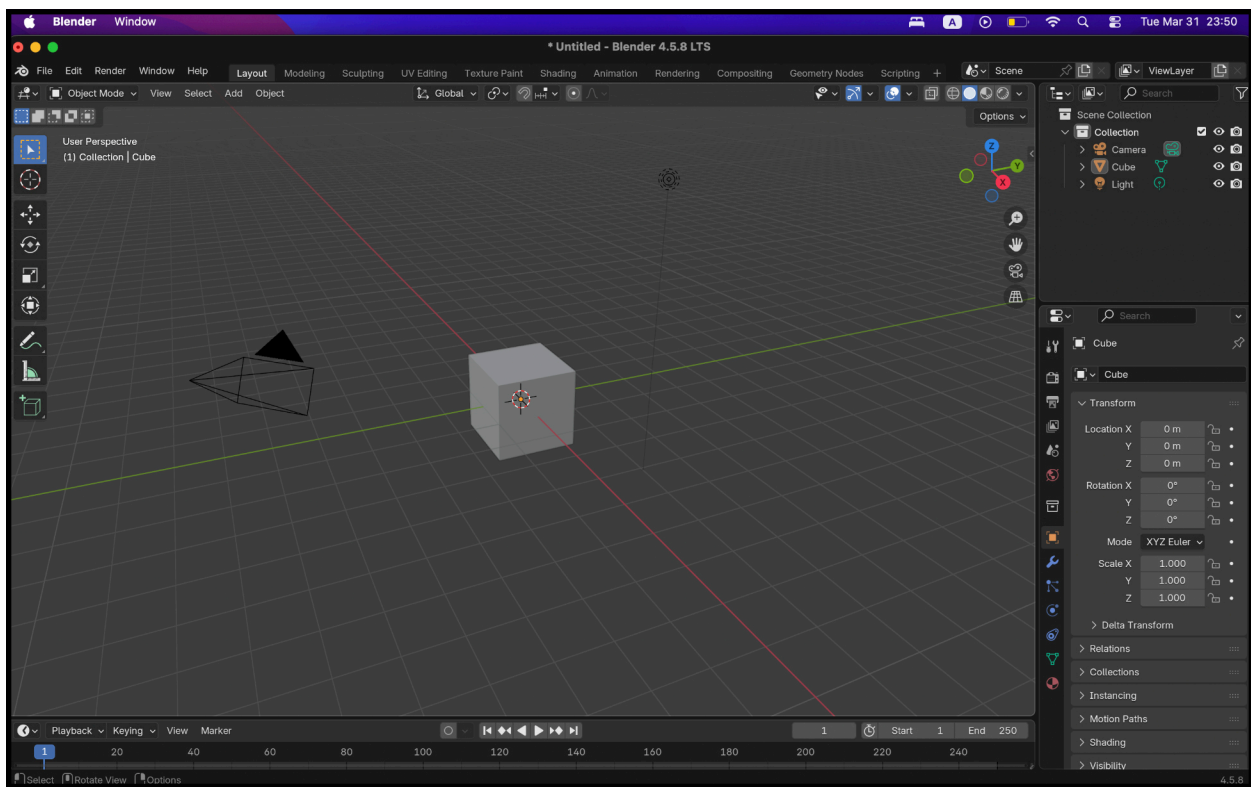 Blender Window A Tue Mar 31 23:50
* Untitled - Blender 4.5.8 LTS
File Edit Render Window Help Layout Modeling Sculpting UV Editing Texture Paint Shading Animation Rendering Compositing Geometry Nodes Scripting + Scene ViewLayer
Object Mode View Select Add Object Global Search
Options
User Perspective
(1) Collection | Cube
Z
Y
X
Scene Collection
Collection
Camera
Cube
Light
Search
Cube
Cube
Transform
Location X 0 m
Y 0 m
Z 0 m
Rotation X 0°
Y 0°
Z 0°
Mode XYZ Euler
Scale X 1.000
Y 1.000
Z 1.000
Delta Transform
Relations
Collections
Instancing
Motion Paths
Shading
Visibility
Playback Keying View Marker 1 Start 1 End 250
1 20 40 60 80 100 120 140 160 180 200 220 240
Select Rotate View Options 4.5.8